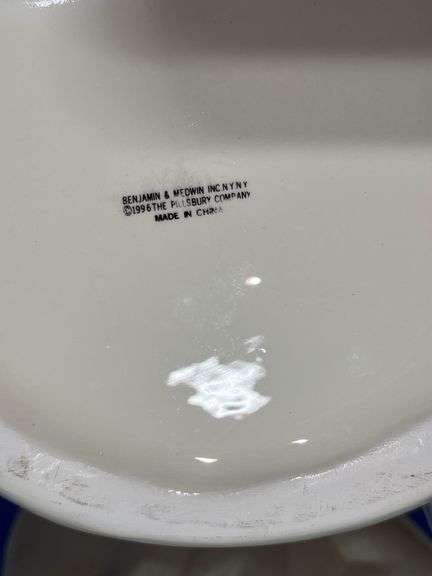 BENJAMIN & MEDWIN INC N Y N Y
©1996 THE PILLSBURY COMPANY
MADE IN CHINA